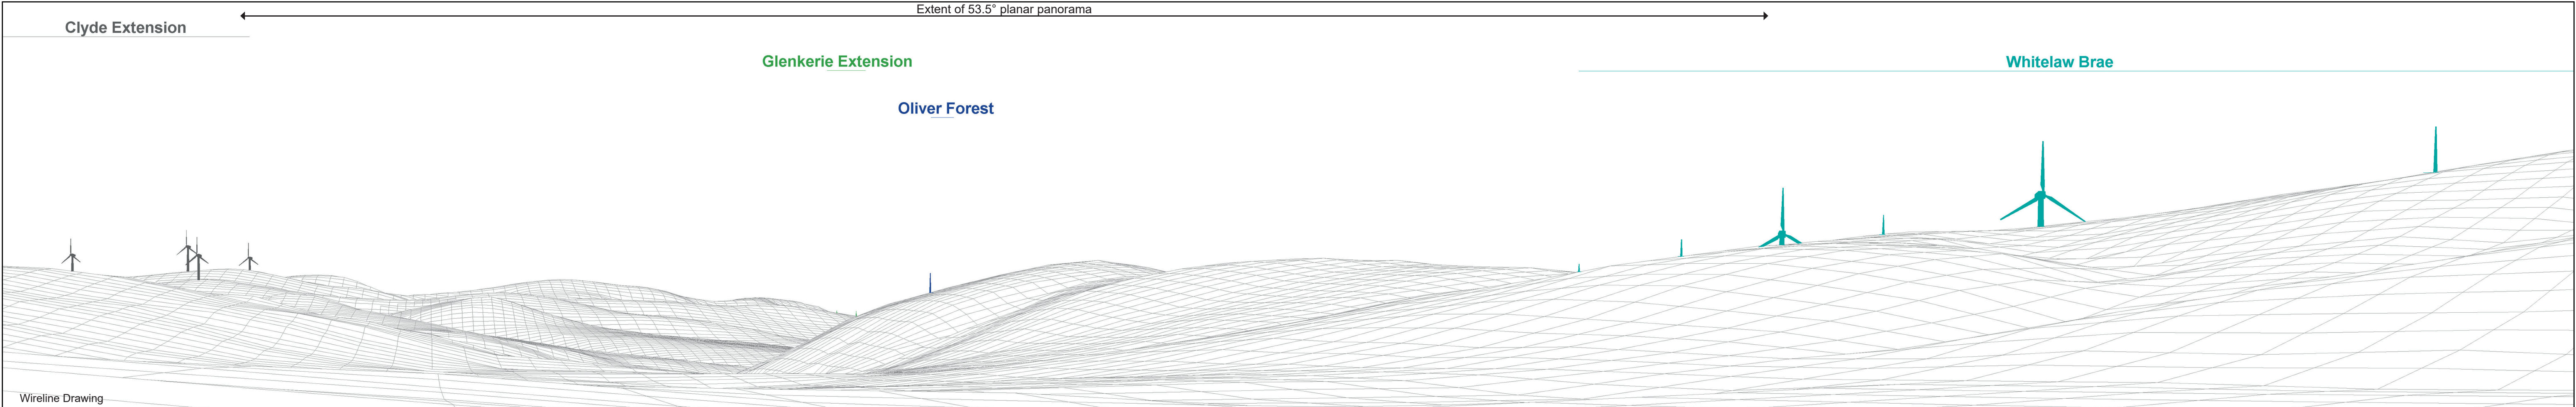 Extent of 53.5° planar panorama
Clyde Extension
Glenkerie Extension
Whitelaw Brae
Oliver Forest
Wireline Drawing